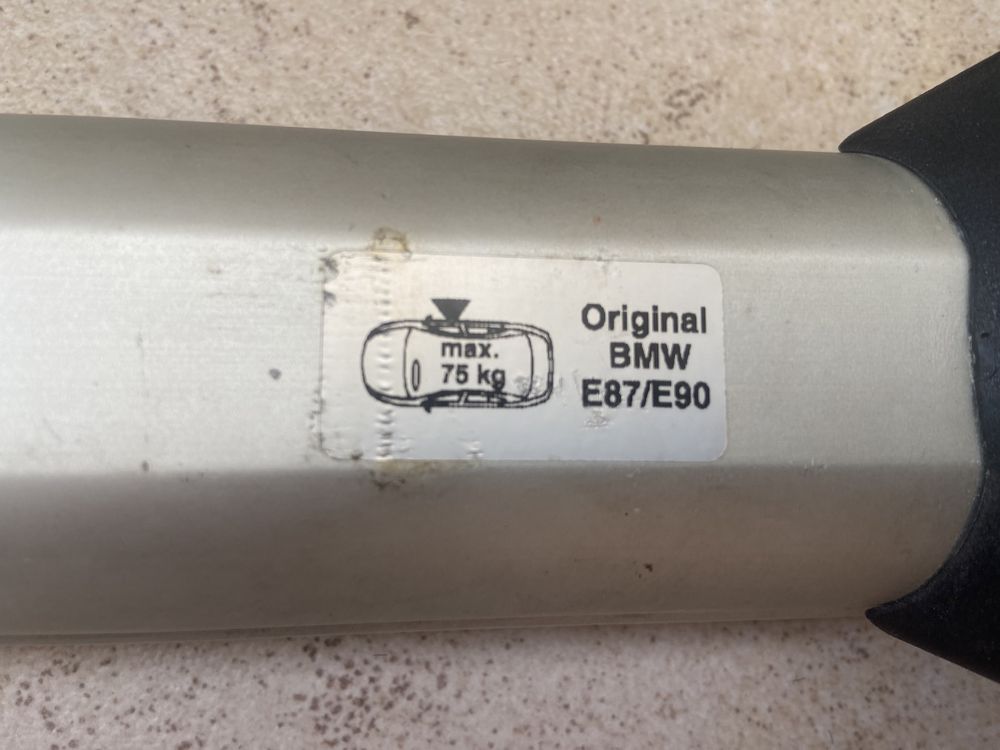 max.
75 kg
Original
BMW
E87/E90